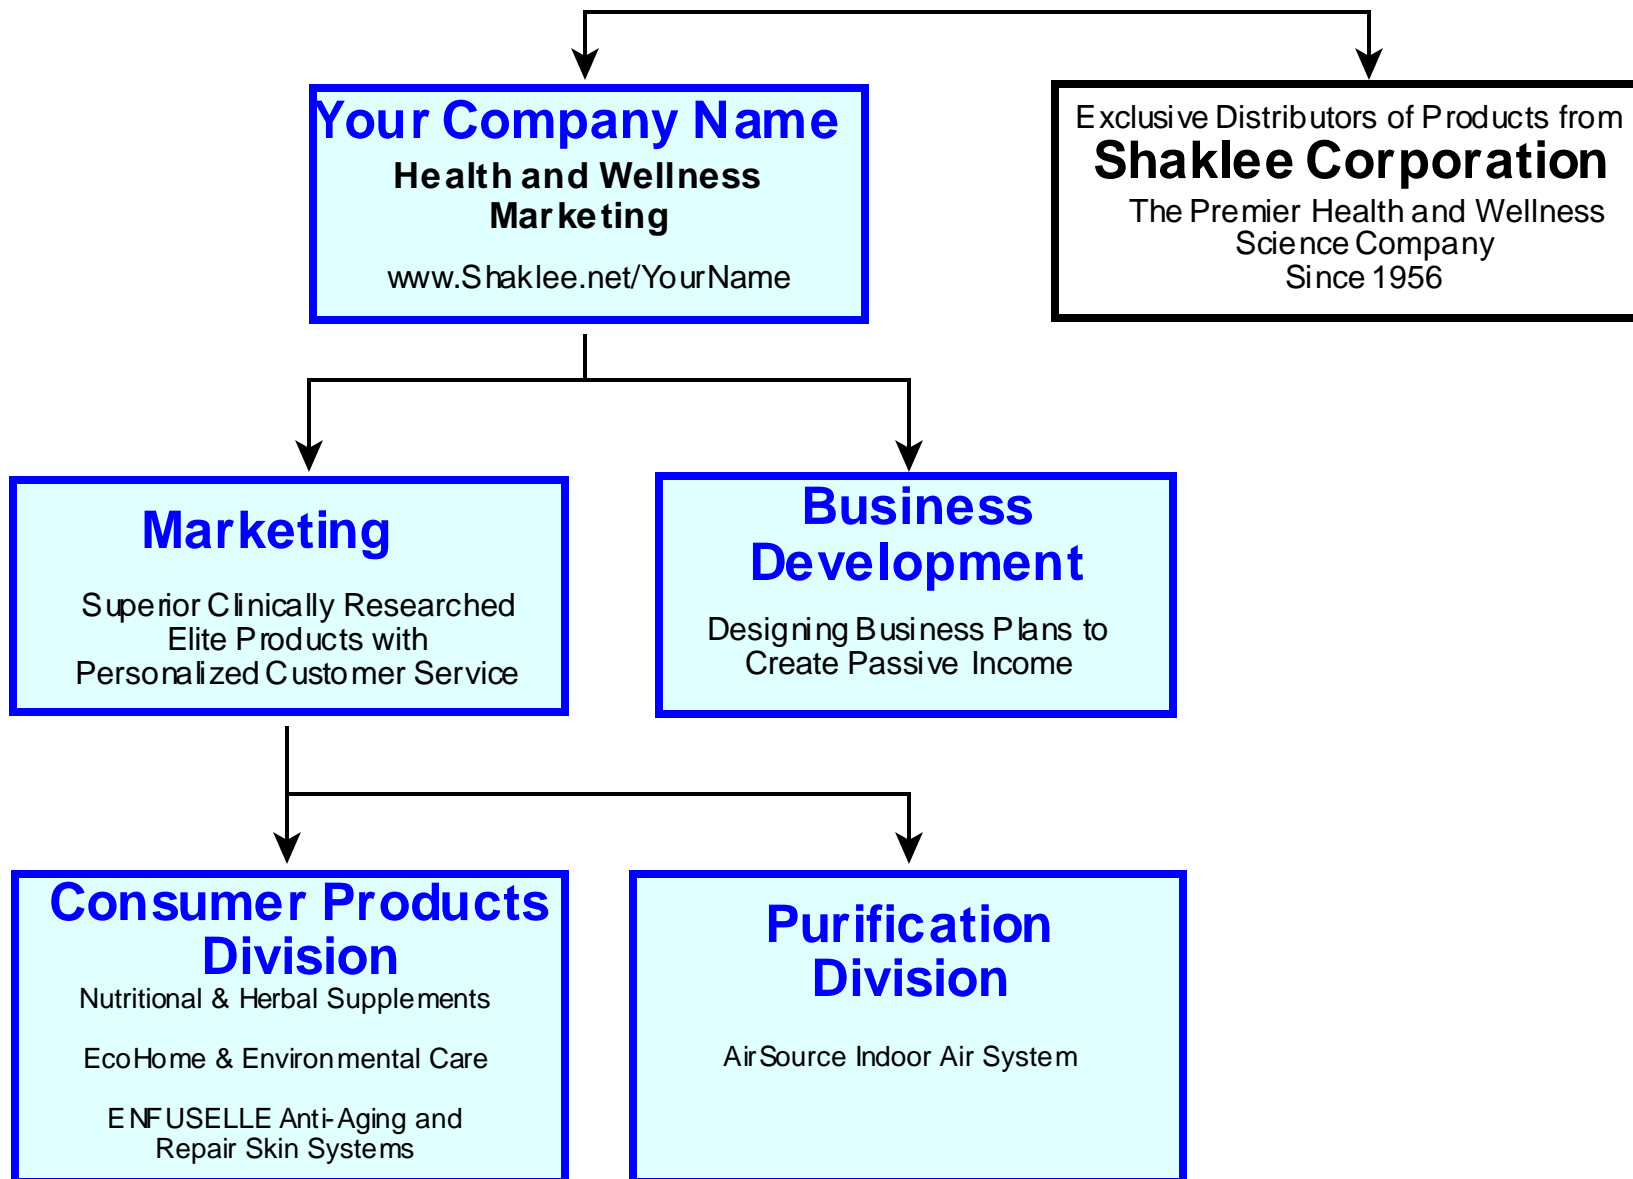 Your Company Name
Health and Wellness
Marketing
www.Shaklee.net/YourName
Exclusive Distributors of Products from
Shaklee Corporation
The Premier Health and Wellness
Science Company
Since 1956
Marketing
Superior Clinically Researched
Elite Products with
Personalized Customer Service
Business
Development
Designing Business Plans to
Create Passive Income
Consumer Products
Division
Nutritional & Herbal Supplements
EcoHome & Environmental Care
ENFUSELLE Anti-Aging and
Repair Skin Systems
Purification
Division
AirSource Indoor Air System